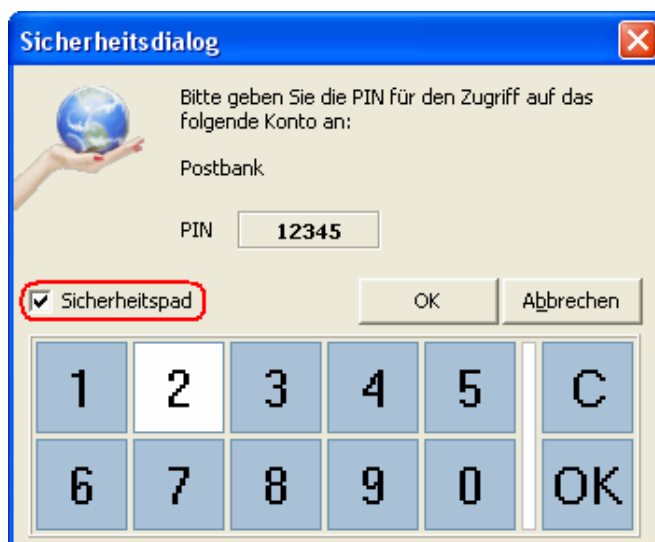 Sicherheitsdialog
Bitte geben Sie die PIN für den Zugriff auf das
folgende Konto an:
Postbank
PIN 12345
Sicherheitspad OK Abbrechen
1 2 3 4 5 C
6 7 8 9 0 OK